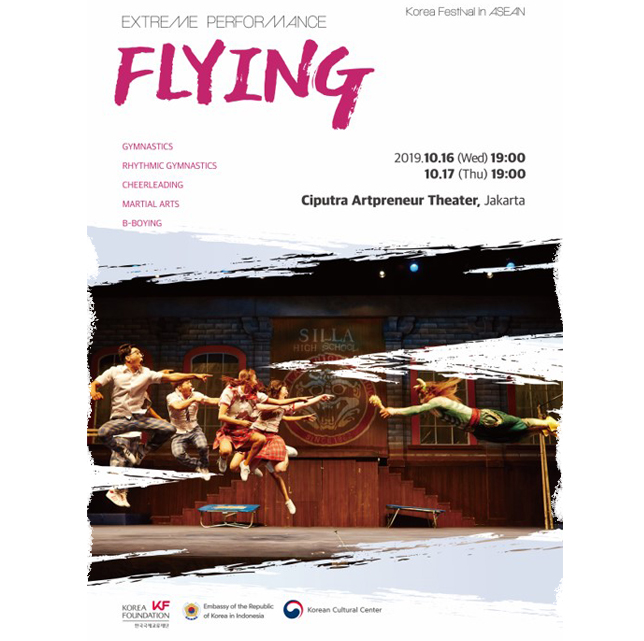 EXTREME PERFORMANCE
Korea Festival in ASEAN
FLYING
GYMNASTICS
RHYTHMIC GYMNASTICS
CHEERLEADING
MARTIAL ARTS
B-BOYING
2019.10.16 (Wed) 19:00
10.17 (Thu) 19:00
Ciputra Artpreneur Theater, Jakarta
SILLA
HIGH SCHOOL
KOREA KF
FOUNDATION
한국국제교류재단
Embassy of the Republic
of Korea in Indonesia
Korean Cultural Center